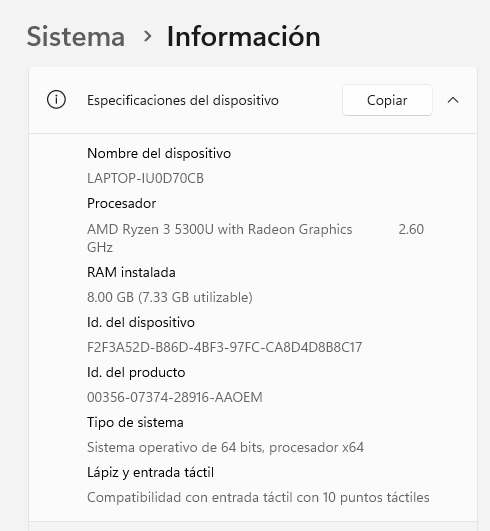 Sistema > Información
Especificaciones del dispositivo Copiar
Nombre del dispositivo
LAPTOP-IU0D70CB
Procesador
AMD Ryzen 3 5300U with Radeon Graphics 2.60
GHz
RAM instalada
8.00 GB (7.33 GB utilizable)
Id. del dispositivo
F2F3A52D-B86D-4BF3-97FC-CA8D4D8B8C17
Id. del producto
00356-07374-28916-AAOEM
Tipo de sistema
Sistema operativo de 64 bits, procesador x64
Lápiz y entrada táctil
Compatibilidad con entrada táctil con 10 puntos táctiles